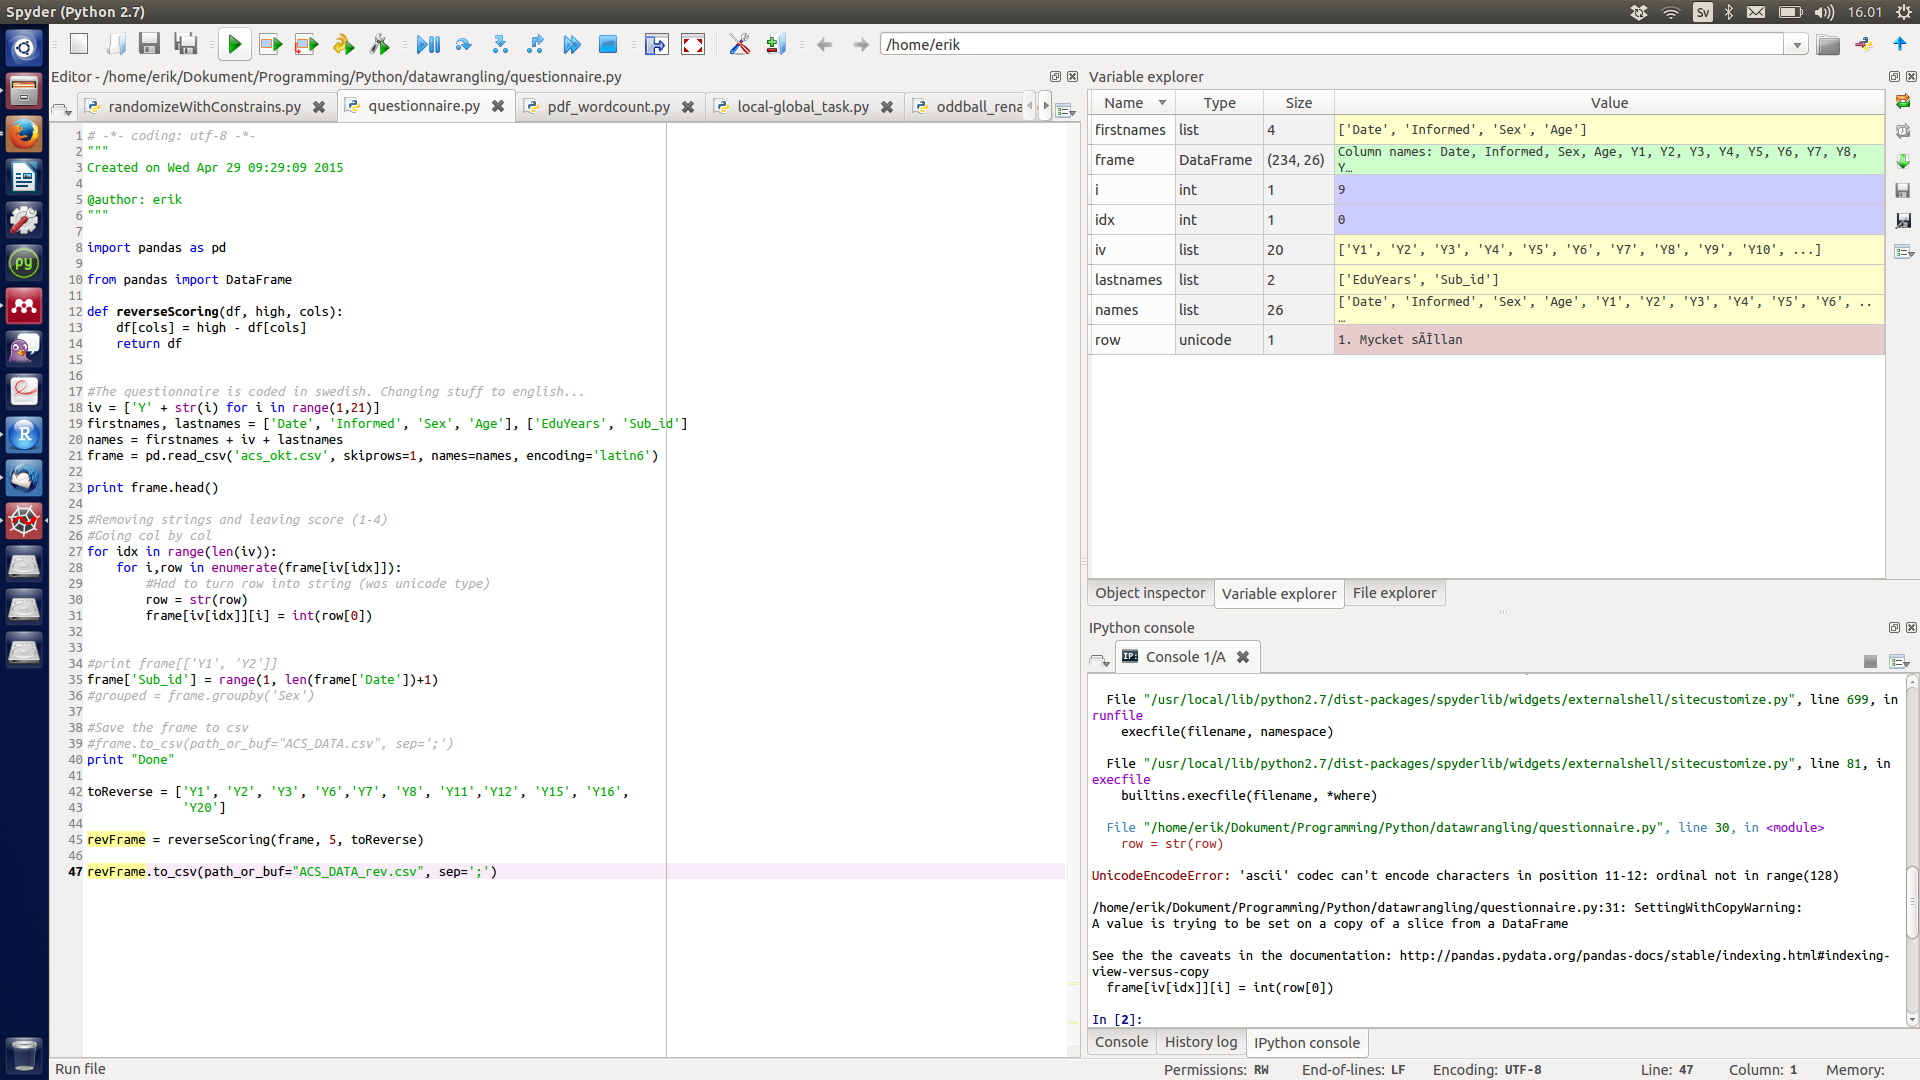 Spyder (Python 2.7)
Sv
16.01
/home/erik
Editor - /home/erik/Dokument/Programming/Python/datawrangling/questionnaire.py
randomizeWithConstrains.py
questionnaire.py
pdf_wordcount.py
local-global_task.py
oddball_rena
1 # -*- coding: utf-8 -*-
2 """
3 Created on Wed Apr 29 09:29:09 2015
4
5 @author: erik
6 """
7
8 import pandas as pd
9
10 from pandas import DataFrame
11
12 def reverseScoring(df, high, cols):
13     df[cols] = high - df[cols]
14     return df
15
16
17 #The questionnaire is coded in swedish. Changing stuff to english...
18 iv = ['Y' + str(i) for i in range(1,21)]
19 firstnames, lastnames = ['Date', 'Informed', 'Sex', 'Age'], ['EduYears', 'Sub_id']
20 names = firstnames + iv + lastnames
21 frame = pd.read_csv('acs_okt.csv', skiprows=1, names=names, encoding='latin6')
22
23 print frame.head()
24
25 #Removing strings and leaving score (1-4)
26 #Going col by col
27 for idx in range(len(iv)):
28     for i,row in enumerate(frame[iv[idx]]):
29         #Had to turn row into string (was unicode type)
30         row = str(row)
31         frame[iv[idx]][i] = int(row[0])
32
33
34 #print frame[['Y1', 'Y2']]
35 frame['Sub_id'] = range(1, len(frame['Date'])+1)
36 #grouped = frame.groupby('Sex')
37
38 #Save the frame to csv
39 #frame.to_csv(path_or_buf="ACS_DATA.csv", sep=';')
40 print "Done"
41
42 toReverse = ['Y1', 'Y2', 'Y3', 'Y6','Y7', 'Y8', 'Y11','Y12', 'Y15', 'Y16',
43              'Y20']
44
45 revFrame = reverseScoring(frame, 5, toReverse)
46
47 revFrame.to_csv(path_or_buf="ACS_DATA_rev.csv", sep=';')
Variable explorer
Name Type Size Value
firstnames list 4 ['Date', 'Informed', 'Sex', 'Age']
frame DataFrame (234, 26) Column names: Date, Informed, Sex, Age, Y1, Y2, Y3, Y4, Y5, Y6, Y7, Y8,
Y…
i int 1 9
idx int 1 0
iv list 20 ['Y1', 'Y2', 'Y3', 'Y4', 'Y5', 'Y6', 'Y7', 'Y8', 'Y9', 'Y10', ...]
lastnames list 2 ['EduYears', 'Sub_id']
names list 26 ['Date', 'Informed', 'Sex', 'Age', 'Y1', 'Y2', 'Y3', 'Y4', 'Y5', 'Y6', ..
…
row unicode 1 1. Mycket sÃĪllan
Object inspector
Variable explorer
File explorer
IPython console
IP: Console 1/A
File "/usr/local/lib/python2.7/dist-packages/spyderlib/widgets/externalshell/sitecustomize.py", line 699, in
runfile
execfile(filename, namespace)
File "/usr/local/lib/python2.7/dist-packages/spyderlib/widgets/externalshell/sitecustomize.py", line 81, in
execfile
builtins.execfile(filename, *where)
File "/home/erik/Dokument/Programming/Python/datawrangling/questionnaire.py", line 30, in <module>
row = str(row)
UnicodeEncodeError: 'ascii' codec can't encode characters in position 11-12: ordinal not in range(128)
/home/erik/Dokument/Programming/Python/datawrangling/questionnaire.py:31: SettingWithCopyWarning:
A value is trying to be set on a copy of a slice from a DataFrame
See the the caveats in the documentation: http://pandas.pydata.org/pandas-docs/stable/indexing.html#indexing-
view-versus-copy
frame[iv[idx]][i] = int(row[0])
In [2]:
Console
History log
IPython console
Run file
Permissions: RW
End-of-lines: LF
Encoding: UTF-8
Line: 47
Column: 1
Memory:
py
R